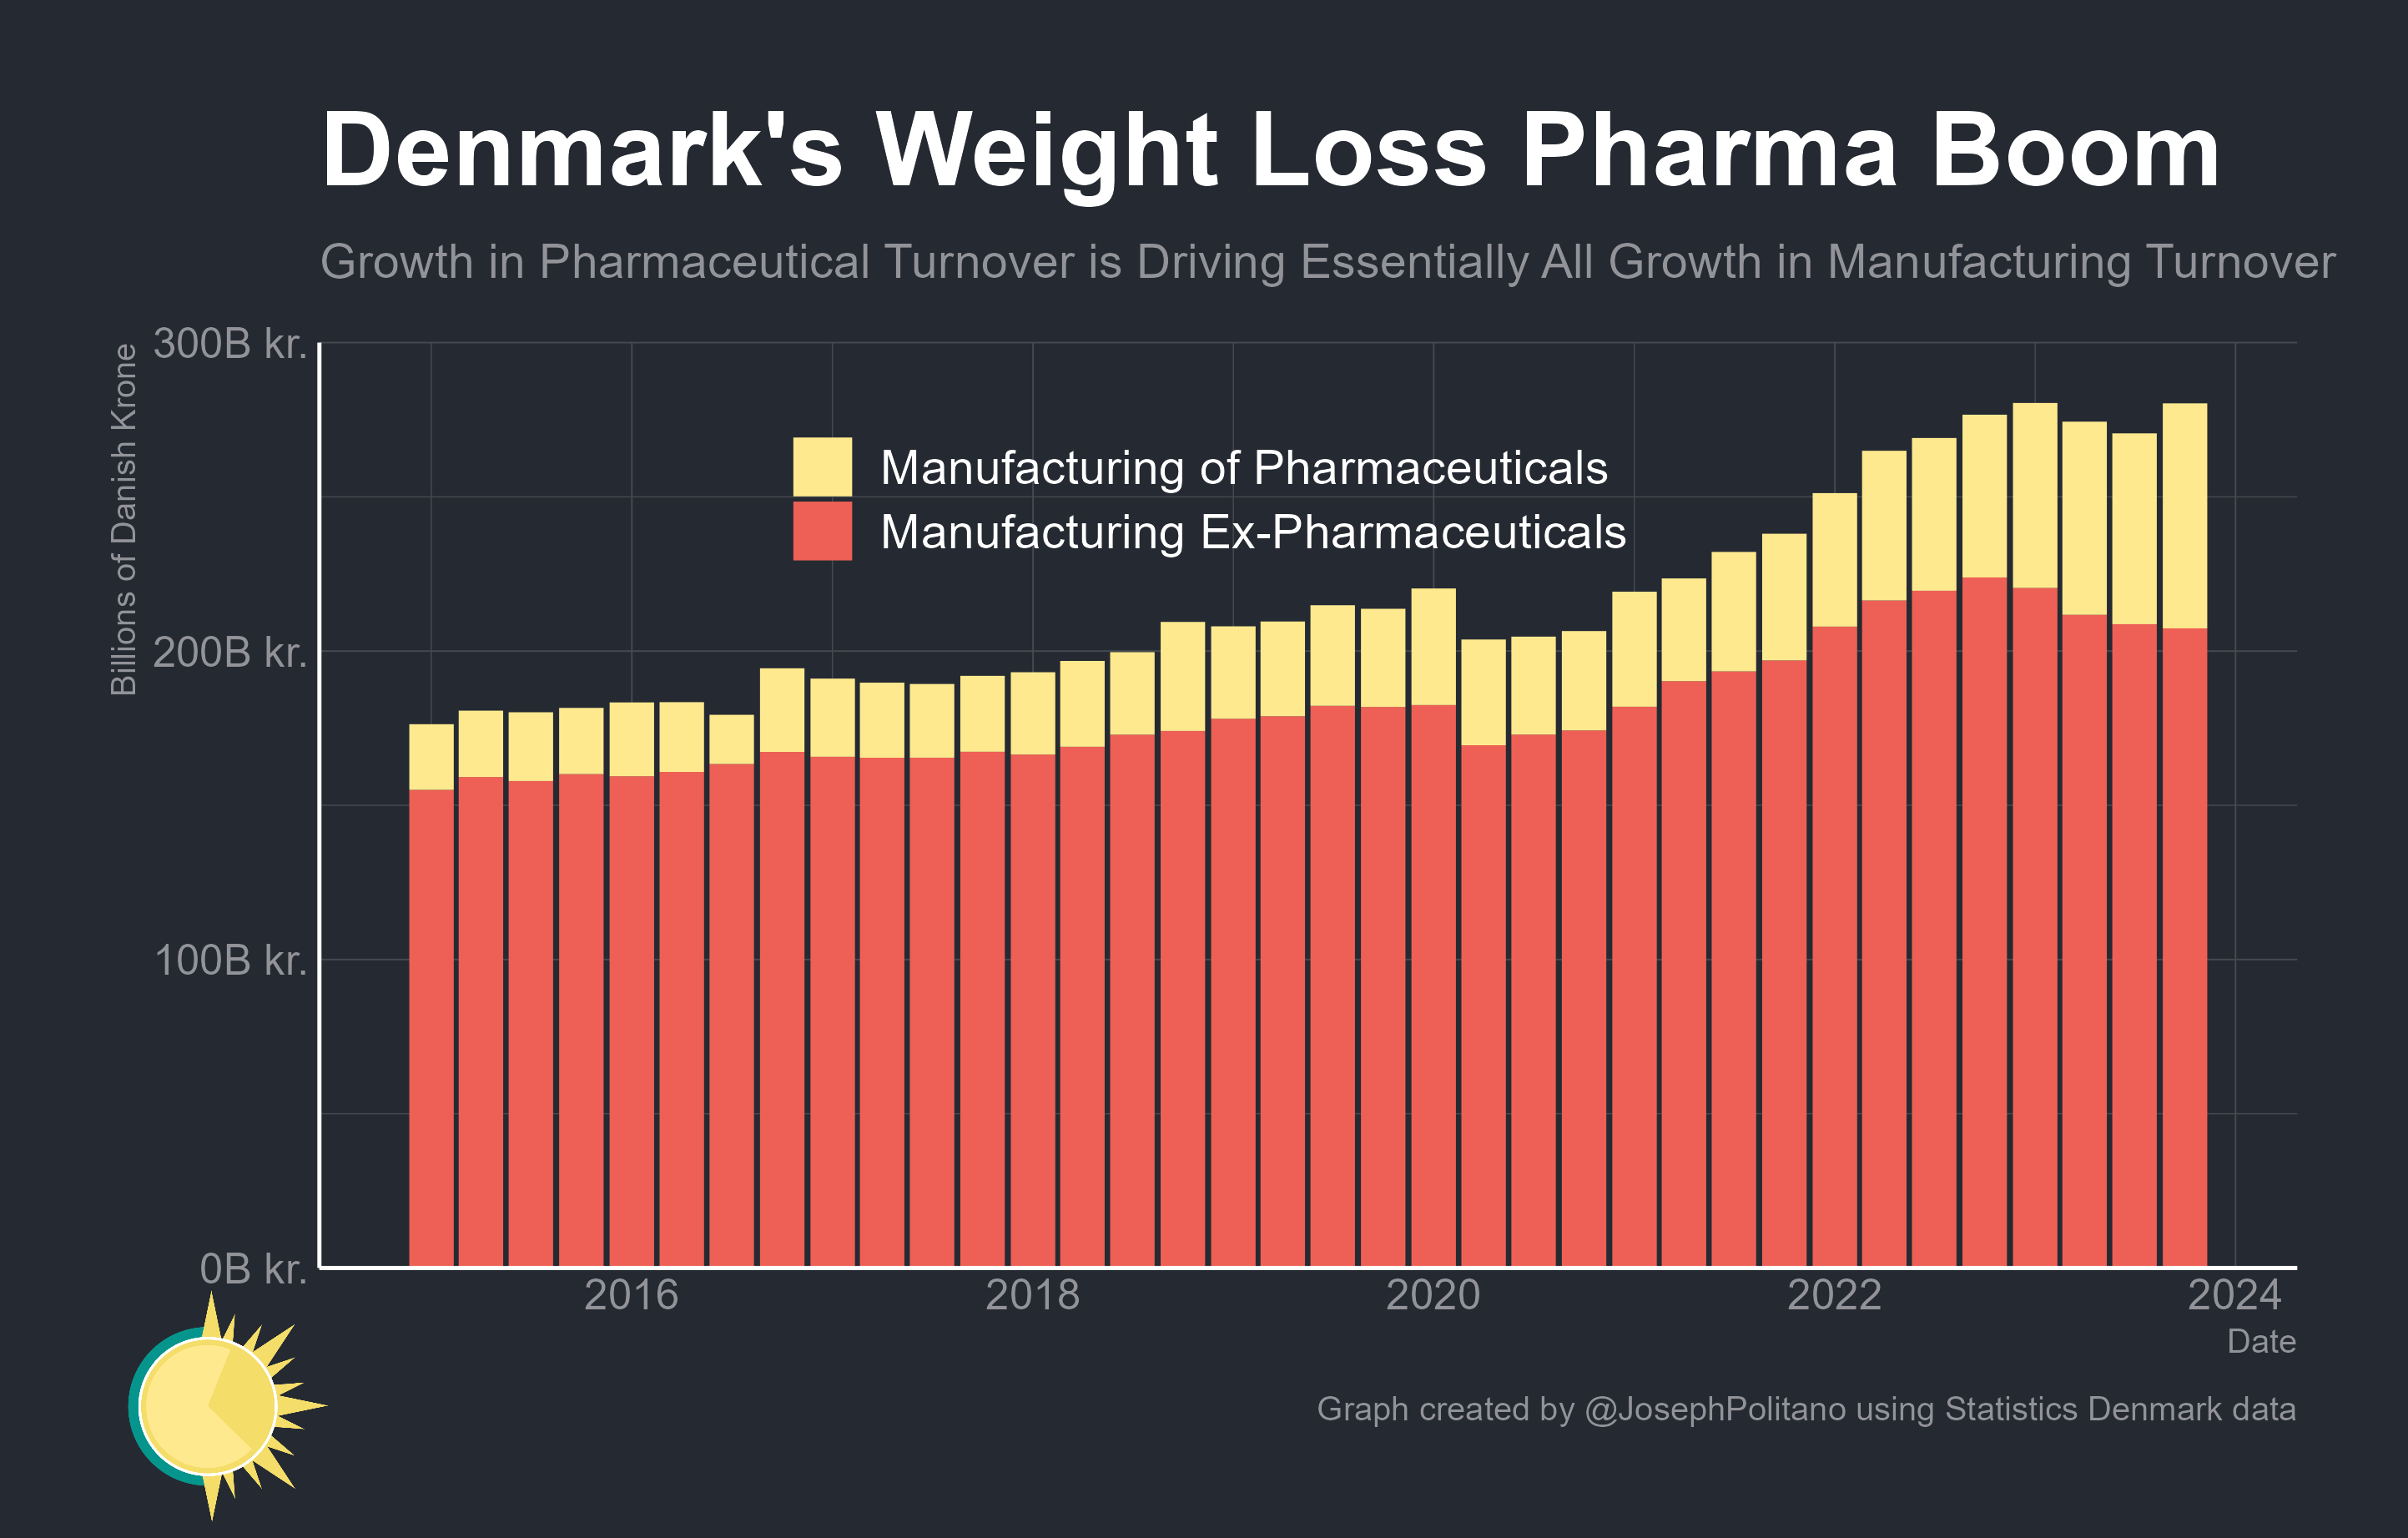 Denmark's Weight Loss Pharma Boom
Growth in Pharmaceutical Turnover is Driving Essentially All Growth in Manufacturing Turnover
Billions of Danish Krone
300B kr.
200B kr.
100B kr.
0B kr.
Manufacturing of Pharmaceuticals
Manufacturing Ex-Pharmaceuticals
2016 2018 2020 2022 2024
Date
Graph created by @JosephPolitano using Statistics Denmark data